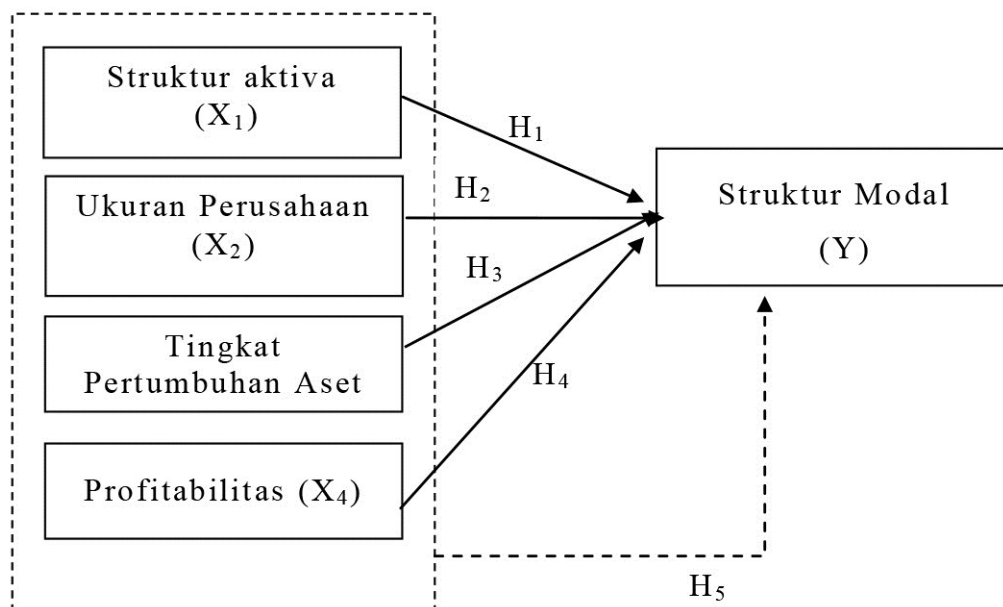 Struktur aktiva
(X₁)
H₁
Ukuran Perusahaan
(X₂)
H₂
Struktur Modal
(Y)
H₃
Tingkat
Pertumbuhan Aset
H₄
Profitabilitas (X₄)
H₅